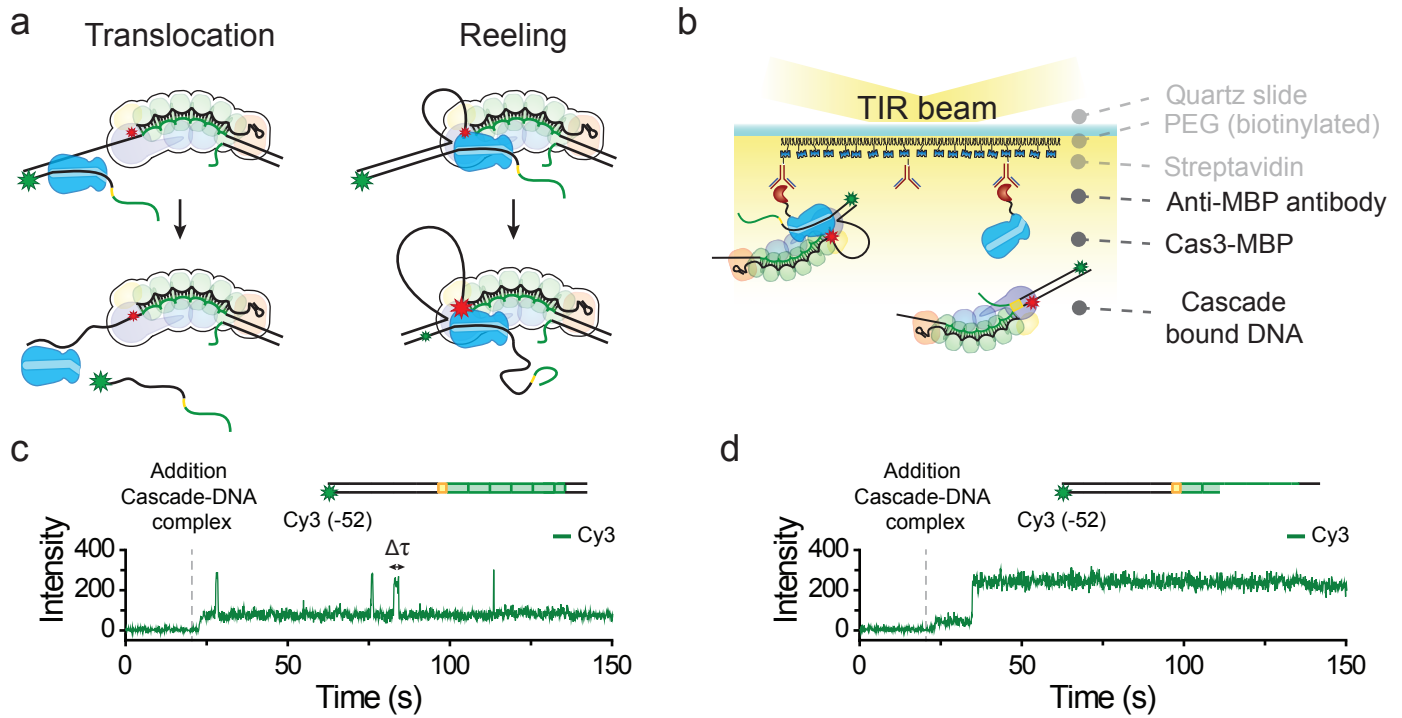 a
Translocation
Reeling
b
TIR beam
Quartz slide
PEG (biotinylated)
Streptavidin
Anti-MBP antibody
Cas3-MBP
Cascade
bound DNA
c
Addition
Cascade-DNA
complex
Cy3 (-52)
Cy3
Δτ
Intensity
400
200
0
0
50
100
150
Time (s)
d
Addition
Cascade-DNA
complex
Cy3 (-52)
Cy3
Intensity
400
200
0
0
50
100
150
Time (s)